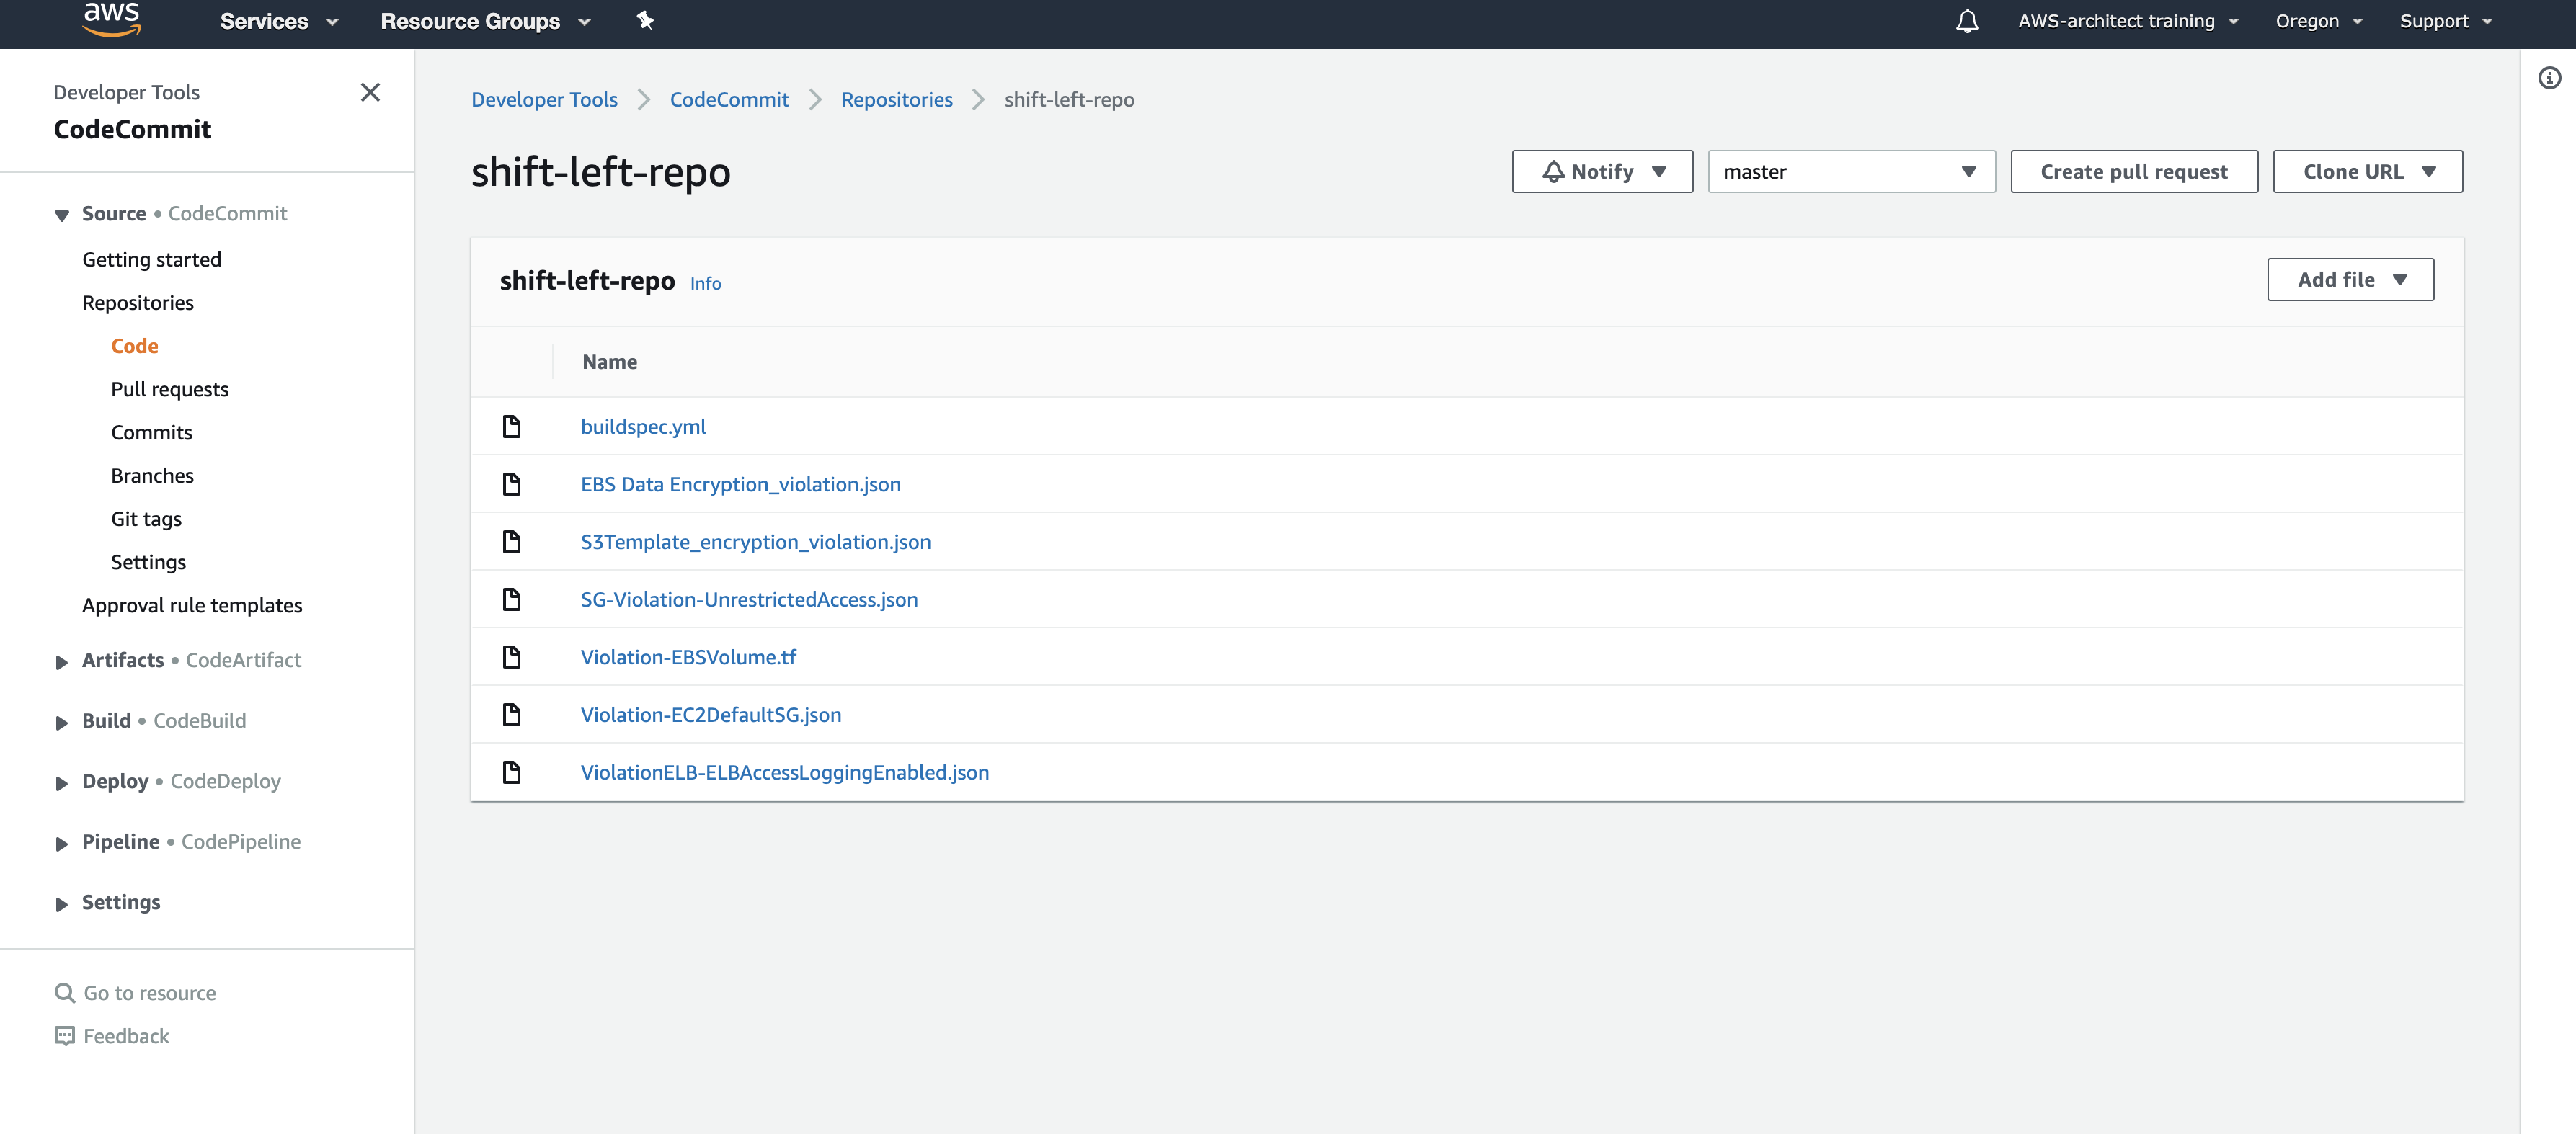 aws Services Resource Groups AWS-architect training Oregon Support
Developer Tools
CodeCommit
Source • CodeCommit
Getting started
Repositories
Code
Pull requests
Commits
Branches
Git tags
Settings
Approval rule templates
Artifacts • CodeArtifact
Build • CodeBuild
Deploy • CodeDeploy
Pipeline • CodePipeline
Settings
Go to resource
Feedback
Developer Tools CodeCommit Repositories shift-left-repo
shift-left-repo
Notify master Create pull request Clone URL
shift-left-repo Info
Add file
Name
buildspec.yml
EBS Data Encryption_violation.json
S3Template_encryption_violation.json
SG-Violation-UnrestrictedAccess.json
Violation-EBSVolume.tf
Violation-EC2DefaultSG.json
ViolationELB-ELBAccessLoggingEnabled.json